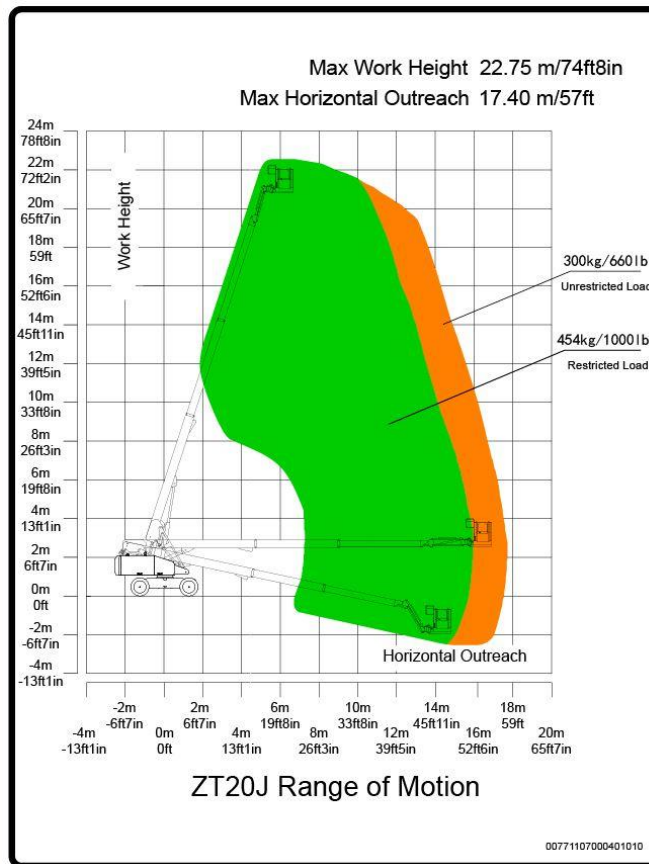 Max Work Height 22.75 m/74ft8in
Max Horizontal Outreach 17.40 m/57ft
24m
78ft8in
22m
72ft2in
20m
65ft7in
18m
59ft
16m
52ft6in
14m
45ft11in
12m
39ft5in
10m
33ft8in
8m
26ft3in
6m
19ft8in
4m
13ft1in
2m
6ft7in
0m
0ft
-2m
-6ft7in
-4m
-13ft1in
Work Height
300kg/660lb
Unrestricted Load
454kg/1000lb
Restricted Load
Horizontal Outreach
-2m 2m 6m 10m 14m 18m
-6ft7in 6ft7in 19ft8in 33ft8in 45ft11in 59ft
-4m 0m 4m 8m 12m 16m 20m
-13ft1in 0ft 13ft1in 26ft3in 39ft5in 52ft6in 65ft7in
ZT20J Range of Motion
00771107000401010